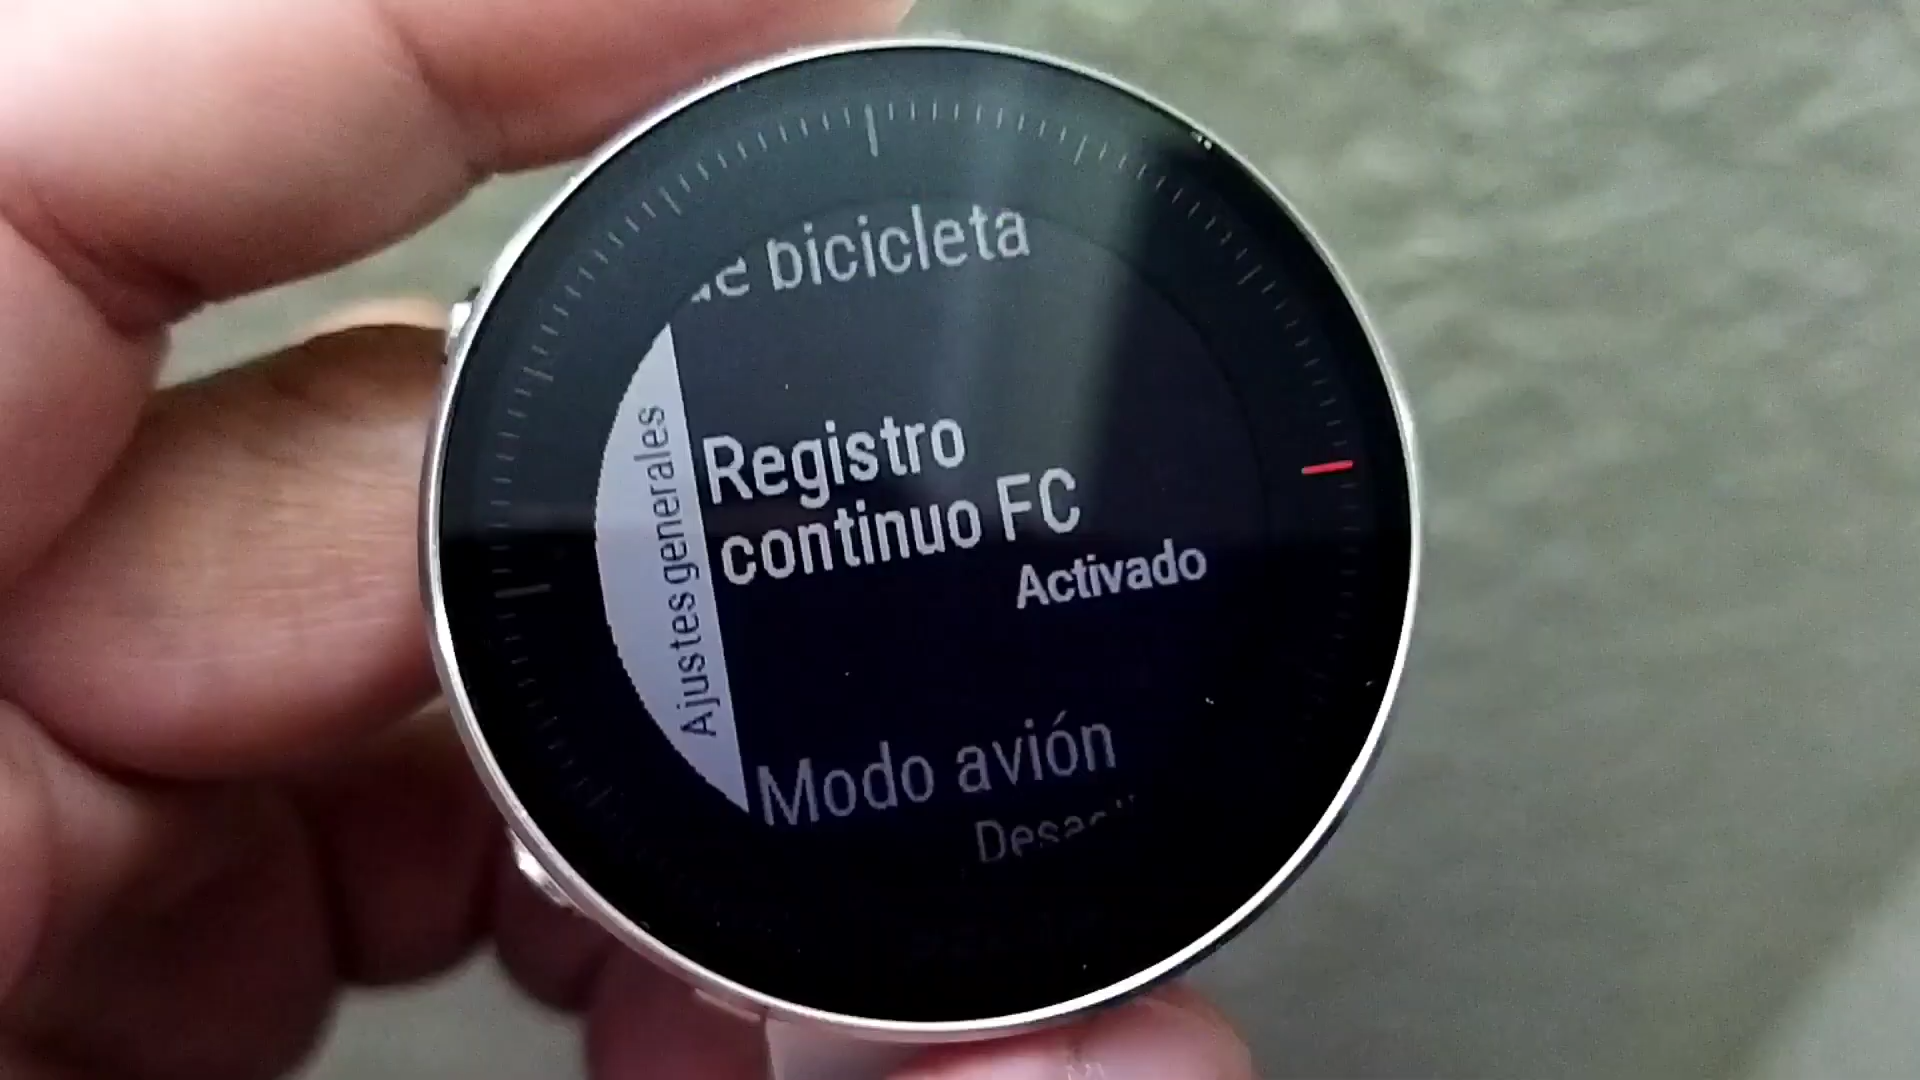 bicicleta
Ajustes generales
Registro
continuo FC
Activado
Modo avión